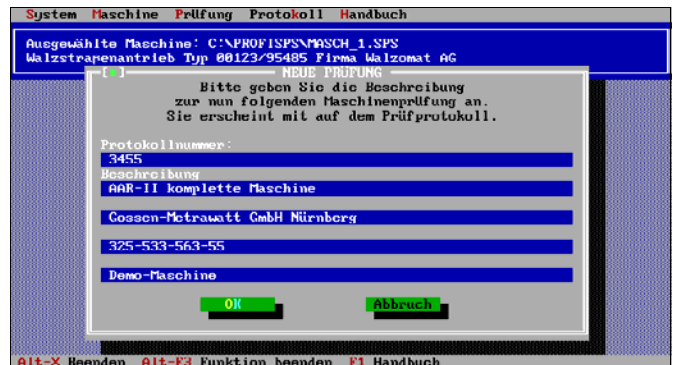 System Maschine Prüfung Protokoll Handbuch
Ausgewählte Maschine: C:\PROFISPS\MASCH_1.SPS
Walzstraßenantrieb Typ 00123/95485 Firma Walzomat AG
NEUE PRÜFUNG
Bitte geben Sie die Beschreibung
zur nun folgenden Maschinenprüfung an.
Sie erscheint mit auf dem Prüfprotokoll.
Protokollnummer:
3455
Beschreibung
AAR-II komplette Maschine
Gossen-Metrawatt GmbH Nürnberg
325-533-563-55
Demo-Maschine
OK Abbruch
Alt-X Beenden Alt-F3 Funktion beenden F1 Handbuch